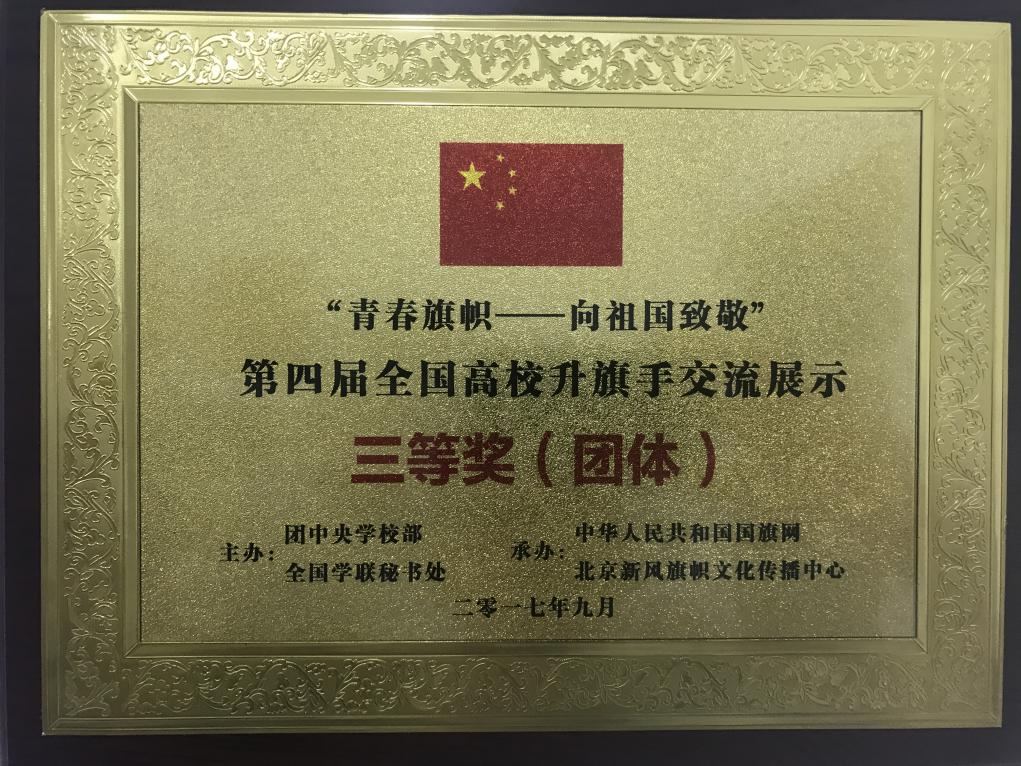 “青春旗帜——向祖国致敬”
第四届全国高校升旗手交流展示
三等奖（团体）
主办：团中央学校部
全国学联秘书处
承办：中华人民共和国国旗网
北京新风旗帜文化传播中心
二零一七年九月